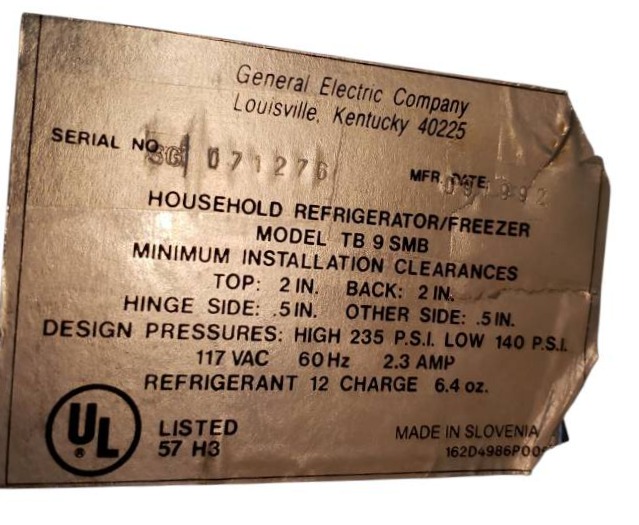 General Electric Company
Louisville, Kentucky 40225
SERIAL NO. SG 071276 MFR. DATE
HOUSEHOLD REFRIGERATOR/FREEZER
MODEL TB 9 SMB
MINIMUM INSTALLATION CLEARANCES
TOP: 2 IN. BACK: 2 IN.
HINGE SIDE: .5 IN. OTHER SIDE: .5 IN.
DESIGN PRESSURES: HIGH 235 P.S.I. LOW 140 P.S.I.
117 VAC 60 Hz 2.3 AMP
REFRIGERANT 12 CHARGE 6.4 oz.
UL ®
LISTED
57 H3
MADE IN SLOVENIA